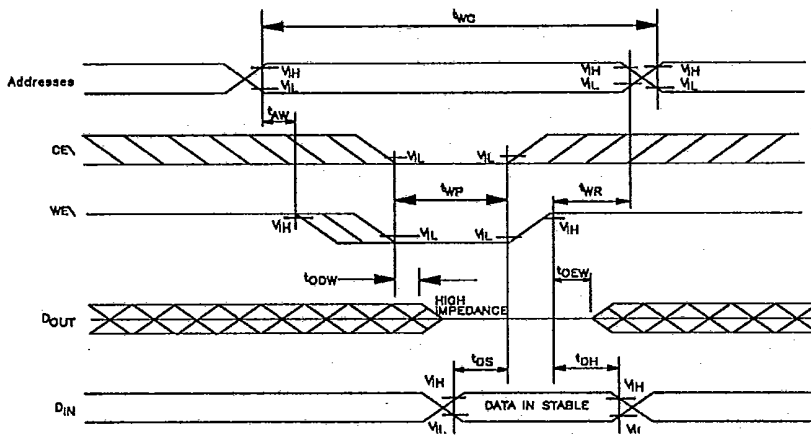 tWC
Addresses
VIH
VIL
VIH
VIL
VIH
VIL
tAW
CE\
VIL
VIL
tWP
tWR
WE\
VIH
VIL
VIL
VIH
tODW
HIGH
IMPEDANCE
tOEW
DOUT
tDS
tDH
VIH
VIH
DIN
DATA IN STABLE
VIL
VIL